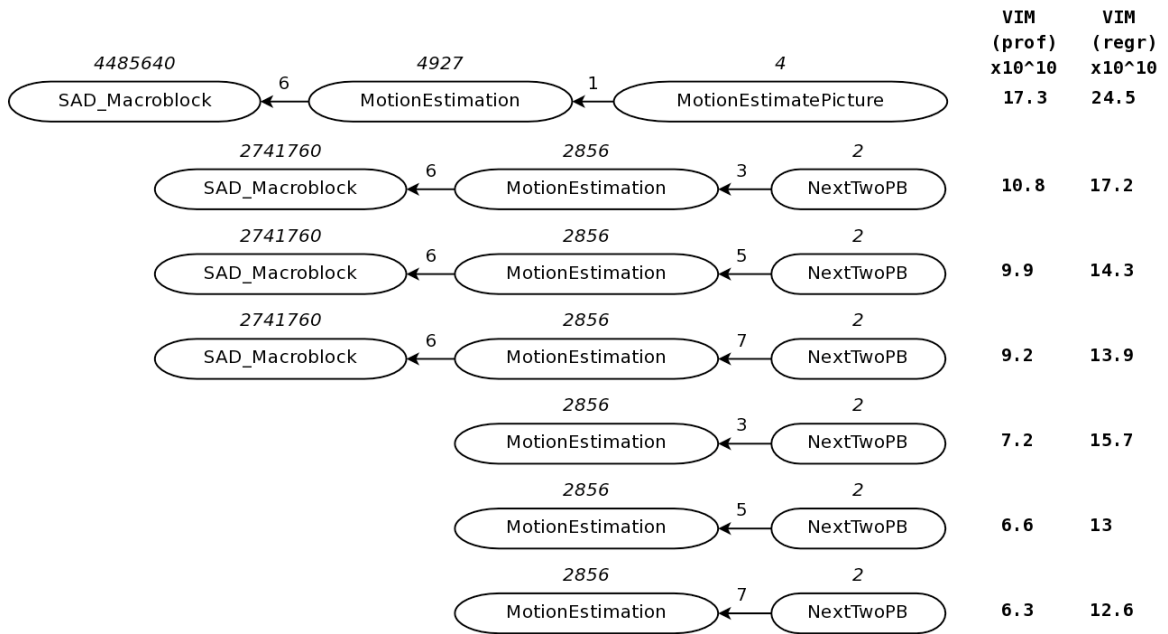 VIM VIM
(prof) (regr)
x10^10 x10^10
4485640 4927 4
SAD_Macroblock 6 MotionEstimation 1 MotionEstimatePicture 17.3 24.5
2741760 2856 2
SAD_Macroblock 6 MotionEstimation 3 NextTwoPB 10.8 17.2
2741760 2856 2
SAD_Macroblock 6 MotionEstimation 5 NextTwoPB 9.9 14.3
2741760 2856 2
SAD_Macroblock 6 MotionEstimation 7 NextTwoPB 9.2 13.9
2856 2
MotionEstimation 3 NextTwoPB 7.2 15.7
2856 2
MotionEstimation 5 NextTwoPB 6.6 13
2856 2
MotionEstimation 7 NextTwoPB 6.3 12.6